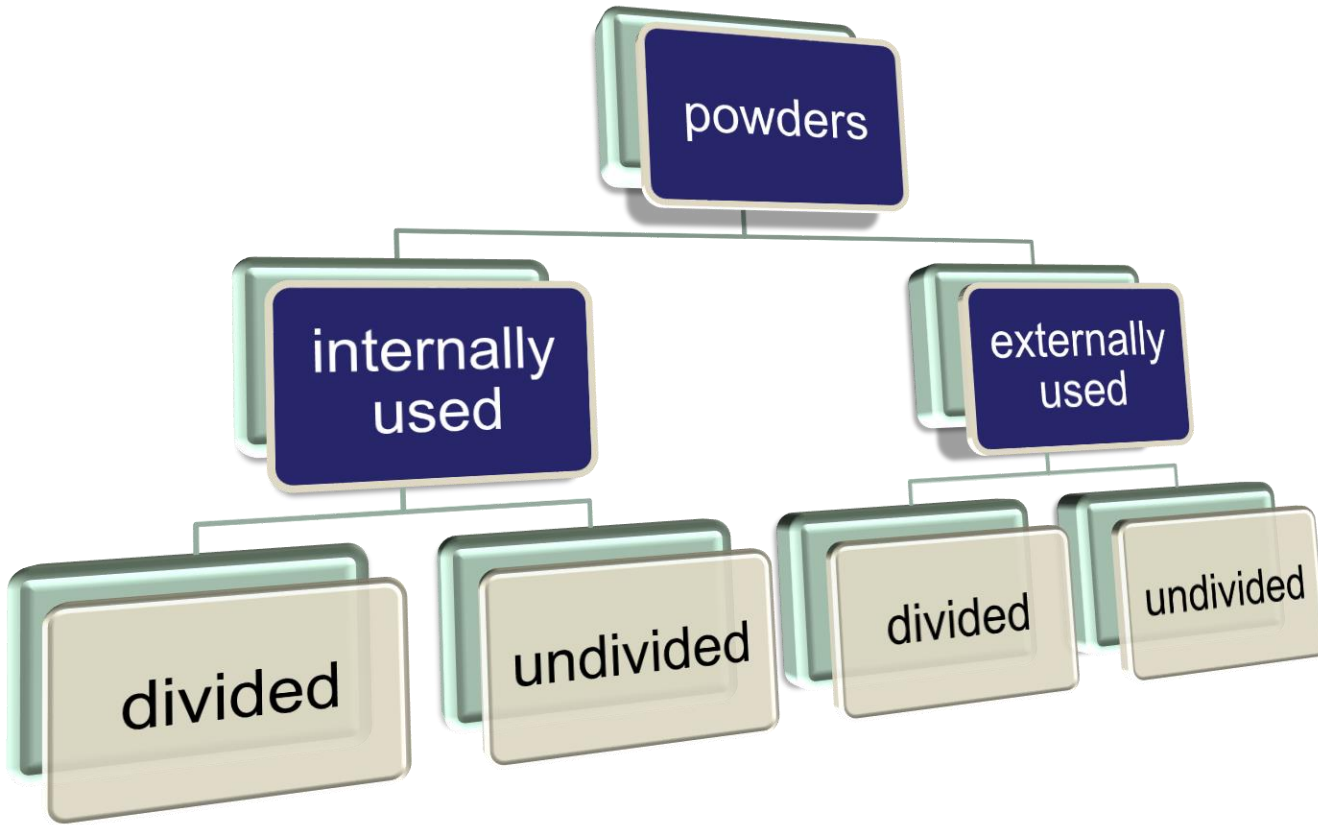 powders
internally
used
externally
used
divided
undivided
divided
undivided